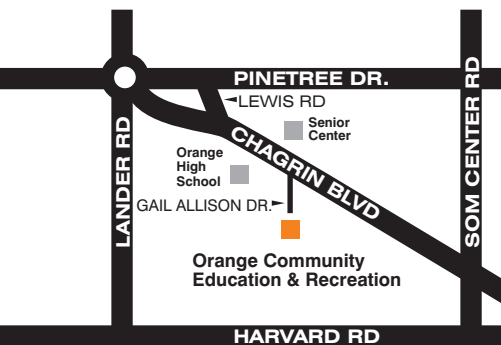 PINETREE DR.
LEWIS RD
Senior
Center
CHAGRIN BLVD
LANDER RD
SOM CENTER RD
Orange
High
School
GAIL ALLISON DR.
Orange Community
Education & Recreation
HARVARD RD